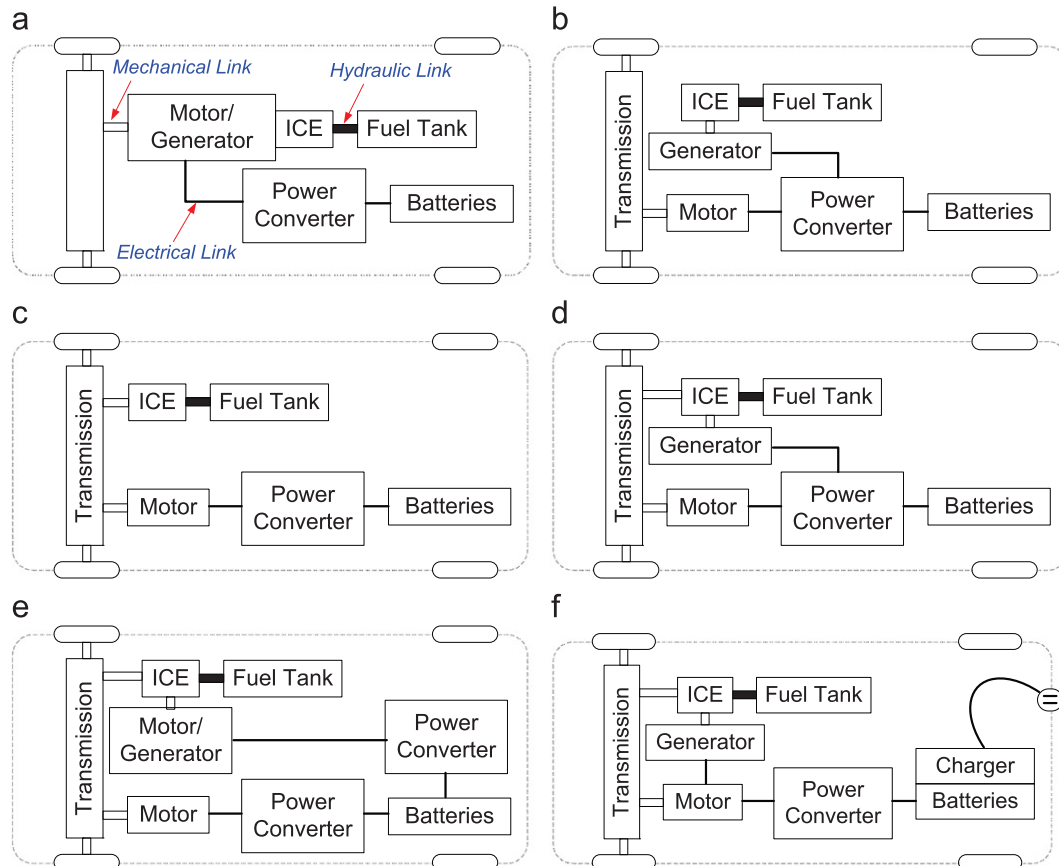 a
Mechanical Link
Hydraulic Link
Motor/
Generator
ICE
Fuel Tank
Power
Converter
Batteries
Electrical Link
b
Transmission
ICE
Fuel Tank
Generator
Motor
Power
Converter
Batteries
c
Transmission
ICE
Fuel Tank
Motor
Power
Converter
Batteries
d
Transmission
ICE
Fuel Tank
Generator
Motor
Power
Converter
Batteries
e
Transmission
ICE
Fuel Tank
Motor/
Generator
Power
Converter
Motor
Power
Converter
Batteries
f
Transmission
ICE
Fuel Tank
Generator
Motor
Power
Converter
Charger
Batteries